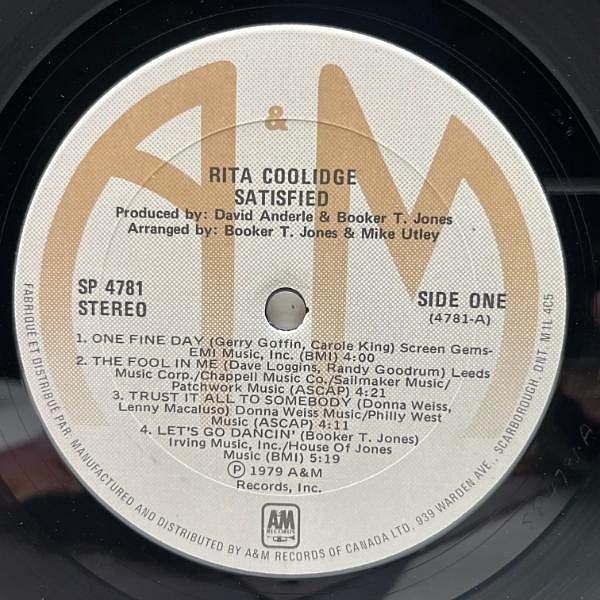 A&M
RITA COOLIDGE
SATISFIED
Produced by: David Anderle & Booker T. Jones
Arranged by: Booker T. Jones & Mike Utley
SP 4781
STEREO
SIDE ONE
(4781-A)
1. ONE FINE DAY (Gerry Goffin, Carole King) Screen Gems-
EMI Music, Inc. (BMI) 4:00
2. THE FOOL IN ME (Dave Loggins, Randy Goodrum) Leeds
Music Corp./Chappell Music Co./Sailmaker Music/
Patchwork Music (ASCAP) 4:21
3. TRUST IT ALL TO SOMEBODY (Donna Weiss,
Lenny Macaluso) Donna Weiss Music/Philly West
Music (ASCAP) 4:11
4. LET'S GO DANCIN' (Booker T. Jones)
Irving Music, Inc./House Of Jones
Music (BMI) 5:19
Ⓟ 1979 A&M
Records, Inc.
A&M
RECORDS
FABRIQUÉ ET DISTRIBUÉ PAR: MANUFACTURED AND DISTRIBUTED BY A&M RECORDS OF CANADA LTD, 939 WARDEN AVE., SCARBOROUGH, ONT. M1L 4C5